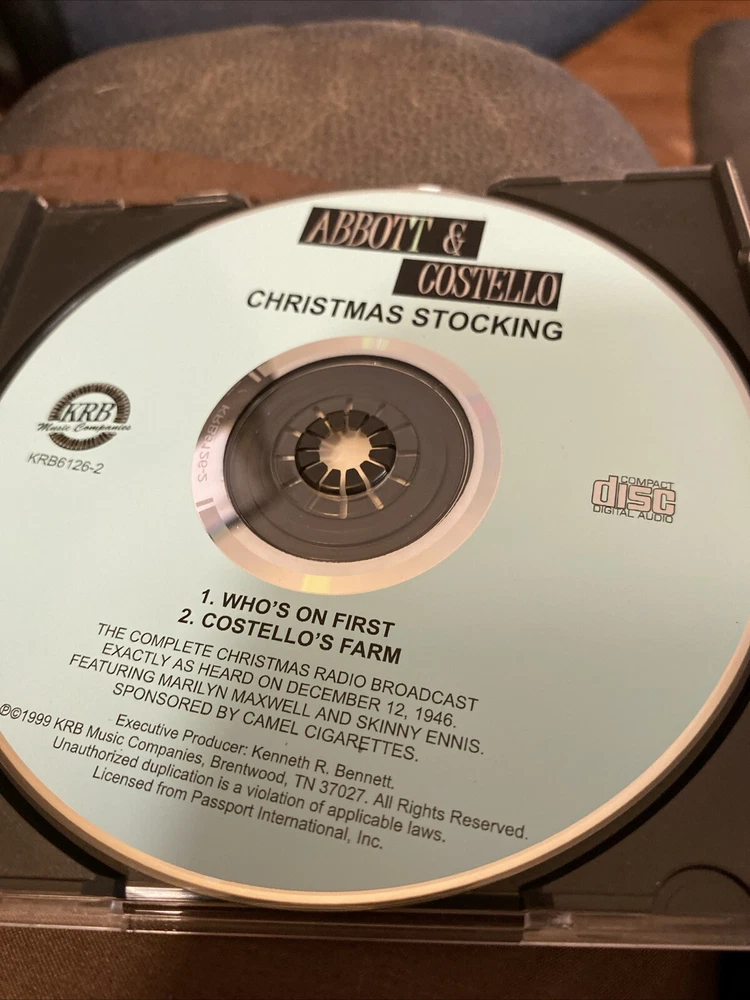 ABBOTT &
COSTELLO
CHRISTMAS STOCKING
KRB
Music Companies
KRB6126-2
KRB6126-2
COMPACT
disc
DIGITAL AUDIO
1. WHO'S ON FIRST
2. COSTELLO'S FARM
THE COMPLETE CHRISTMAS RADIO BROADCAST
EXACTLY AS HEARD ON DECEMBER 12, 1946.
FEATURING MARILYN MAXWELL AND SKINNY ENNIS.
SPONSORED BY CAMEL CIGARETTES.
℗©1999 KRB Music Companies, Brentwood, TN 37027. All Rights Reserved.
Executive Producer: Kenneth R. Bennett.
Unauthorized duplication is a violation of applicable laws.
Licensed from Passport International, Inc.